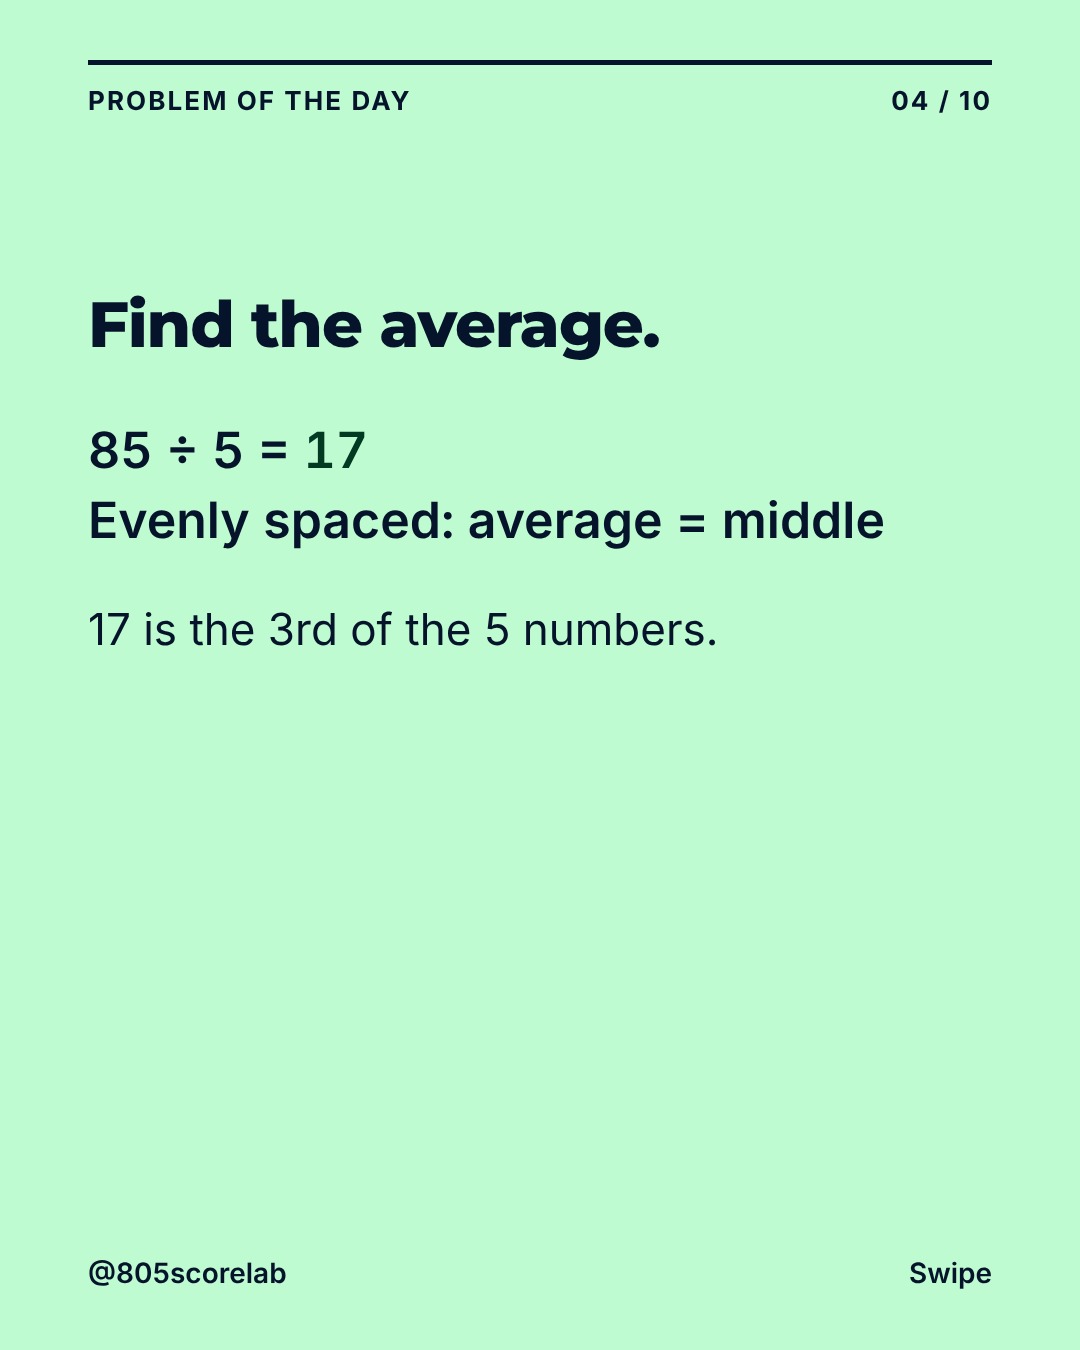 PROBLEM OF THE DAY
04 / 10
Find the average.
85 ÷ 5 = 17
Evenly spaced: average = middle
17 is the 3rd of the 5 numbers.
@805scorelab
Swipe